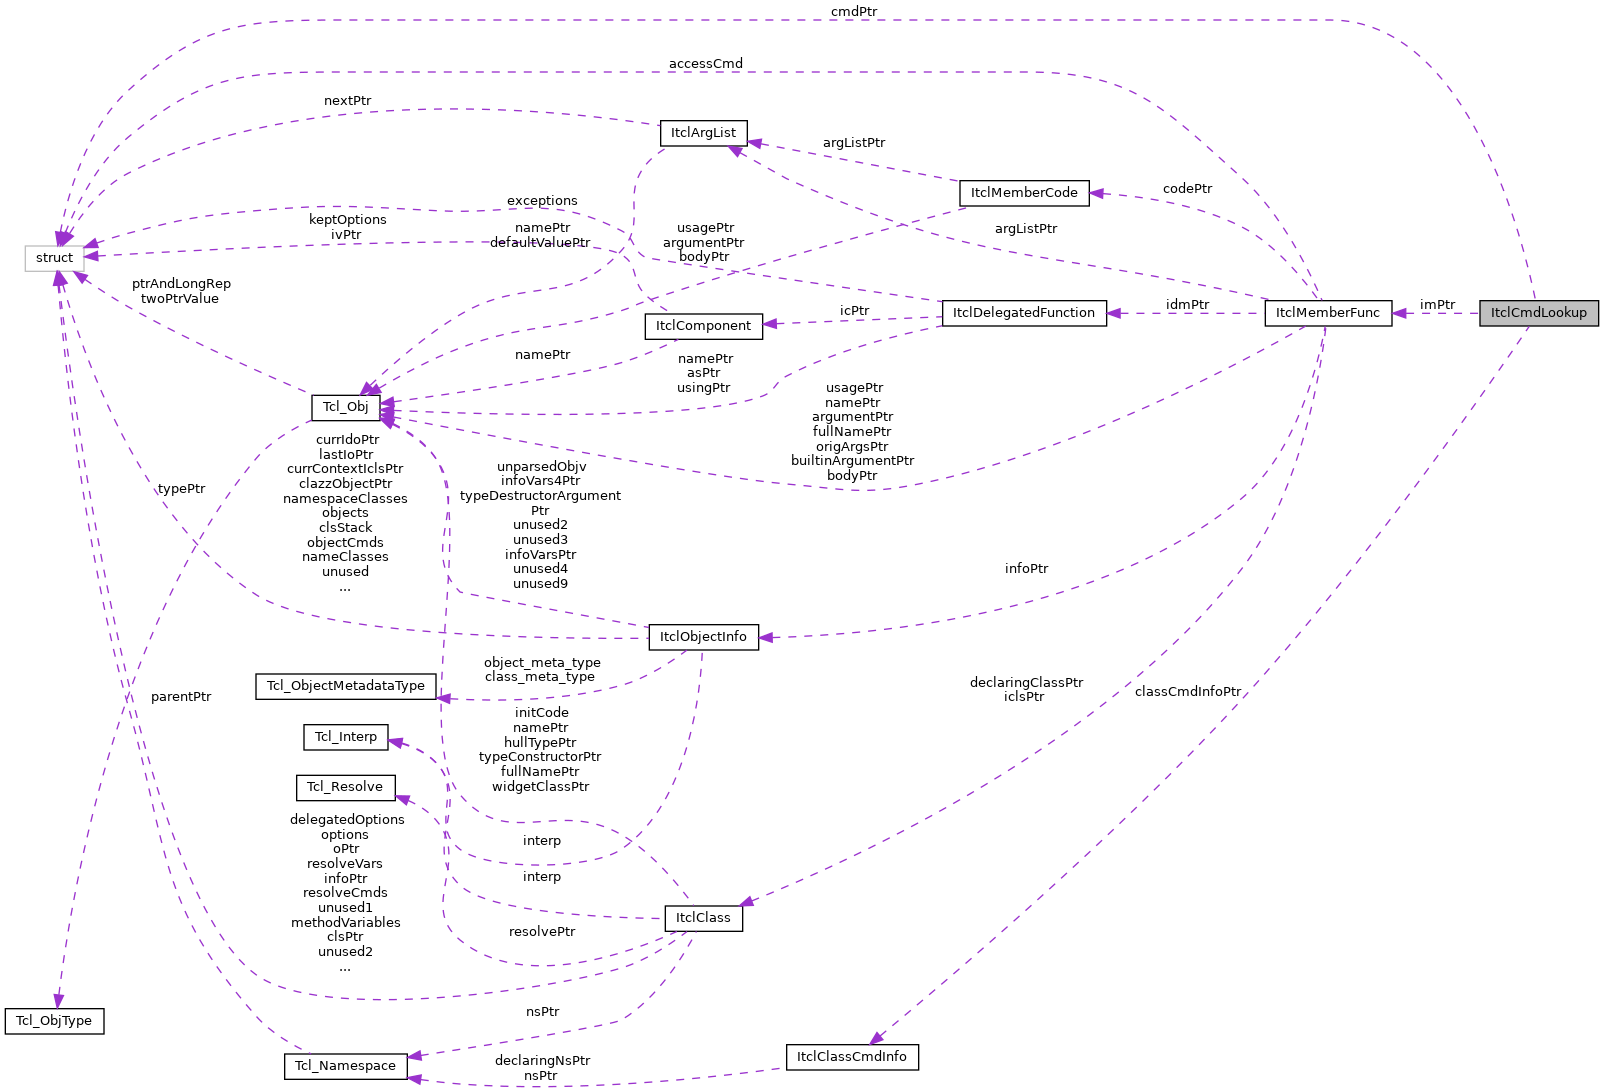 cmdPtr
accessCmd
nextPtr
ItclArgList
argListPtr
ItclMemberCode
codePtr
exceptions
keptOptions
ivPtr
namePtr
defaultValuePtr
usagePtr
argumentPtr
bodyPtr
argListPtr
struct
ptrAndLongRep
twoPtrValue
icPtr
ItclDelegatedFunction
idmPtr
ItclMemberFunc
imPtr
ItclCmdLookup
ItclComponent
namePtr
namePtr
asPtr
usingPtr
Tcl_Obj
usagePtr
namePtr
argumentPtr
fullNamePtr
origArgsPtr
builtinArgumentPtr
bodyPtr
typePtr
currIdoPtr
lastIoPtr
currContextIclsPtr
clazzObjectPtr
namespaceClasses
objects
clsStack
objectCmds
nameClasses
unused
...
unparsedObjv
infoVars4Ptr
typeDestructorArgument
Ptr
unused2
unused3
infoVarsPtr
unused4
unused9
infoPtr
ItclObjectInfo
object_meta_type
class_meta_type
Tcl_ObjectMetadataType
parentPtr
declaringClassPtr
iclsPtr
classCmdInfoPtr
initCode
namePtr
hullTypePtr
typeConstructorPtr
fullNamePtr
widgetClassPtr
Tcl_Interp
Tcl_Resolve
delegatedOptions
options
oPtr
resolveVars
infoPtr
resolveCmds
unused1
methodVariables
clsPtr
unused2
...
interp
interp
ItclClass
resolvePtr
nsPtr
Tcl_ObjType
Tcl_Namespace
declaringNsPtr
nsPtr
ItclClassCmdInfo